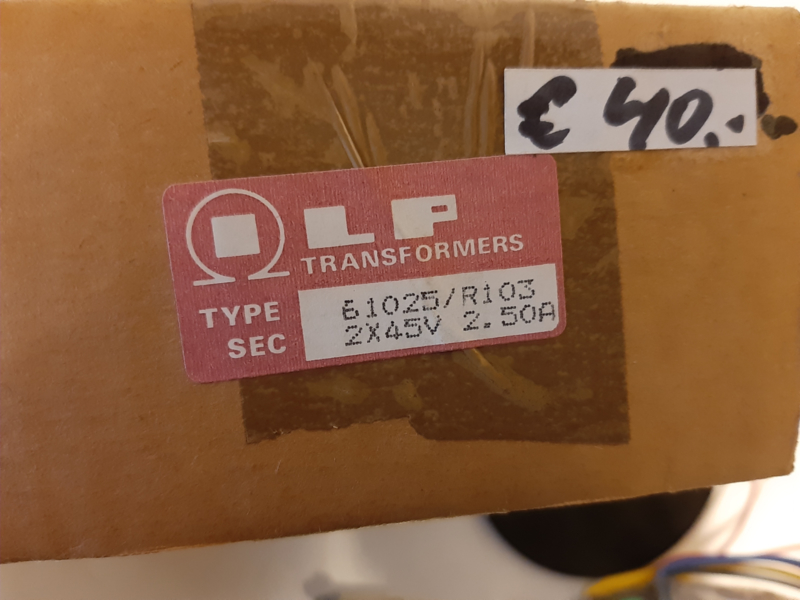 € 40,-
ILP
TRANSFORMERS
TYPE 61025/R103
SEC 2X45V 2.50A